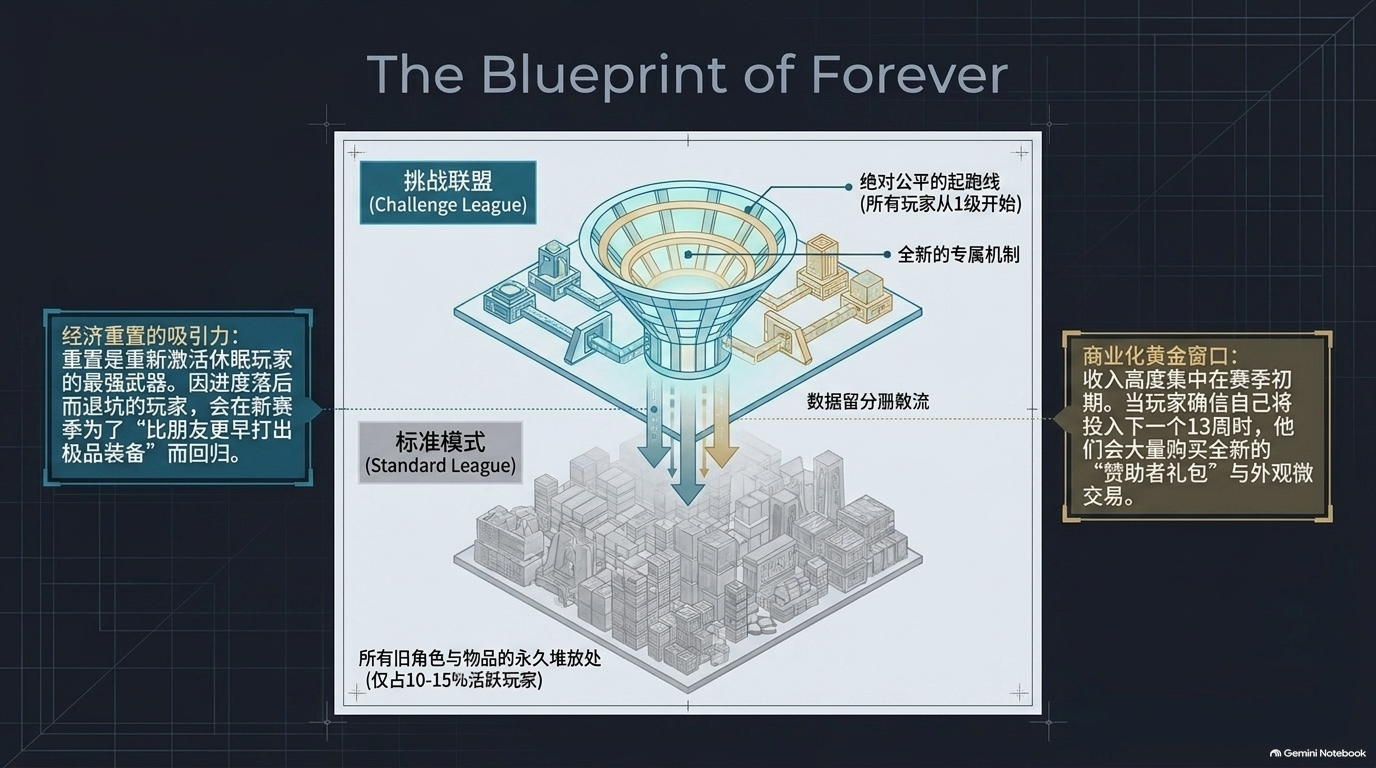 The Blueprint of Forever
挑战联盟
(Challenge League)
绝对公平的起跑线
(所有玩家从1级开始)
全新的专属机制
经济重置的吸引力：
重置是重新激活休眠玩家
的最强武器。因进度落后
而退坑的玩家，会在新赛
季为了“比朋友更早打出
极品装备”而回归。
商业化黄金窗口：
收入高度集中在赛季初
期。当玩家确信自己将
投入下一个13周时，他
们会大量购买全新的
“赞助者礼包”与外观微
交易。
数据留分册散流
标准模式
(Standard League)
所有旧角色与物品的永久堆放处
(仅占10-15%活跃玩家)
Gemini Notebook